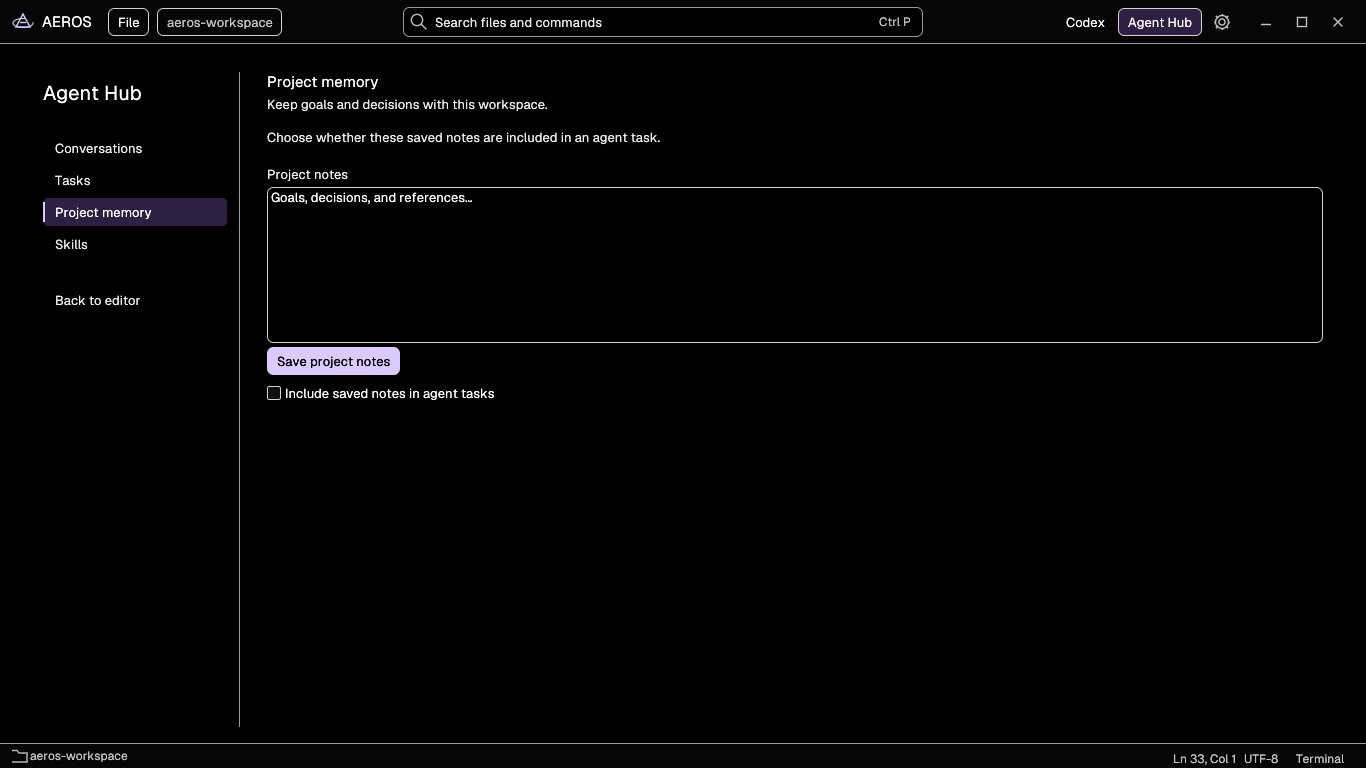 AEROS File aeros-workspace Search files and commands Ctrl P Codex Agent Hub
Agent Hub
Conversations
Tasks
Project memory
Skills
Back to editor
Project memory
Keep goals and decisions with this workspace.
Choose whether these saved notes are included in an agent task.
Project notes
Goals, decisions, and references...
Save project notes
Include saved notes in agent tasks
aeros-workspace Ln 33, Col 1 UTF-8 Terminal